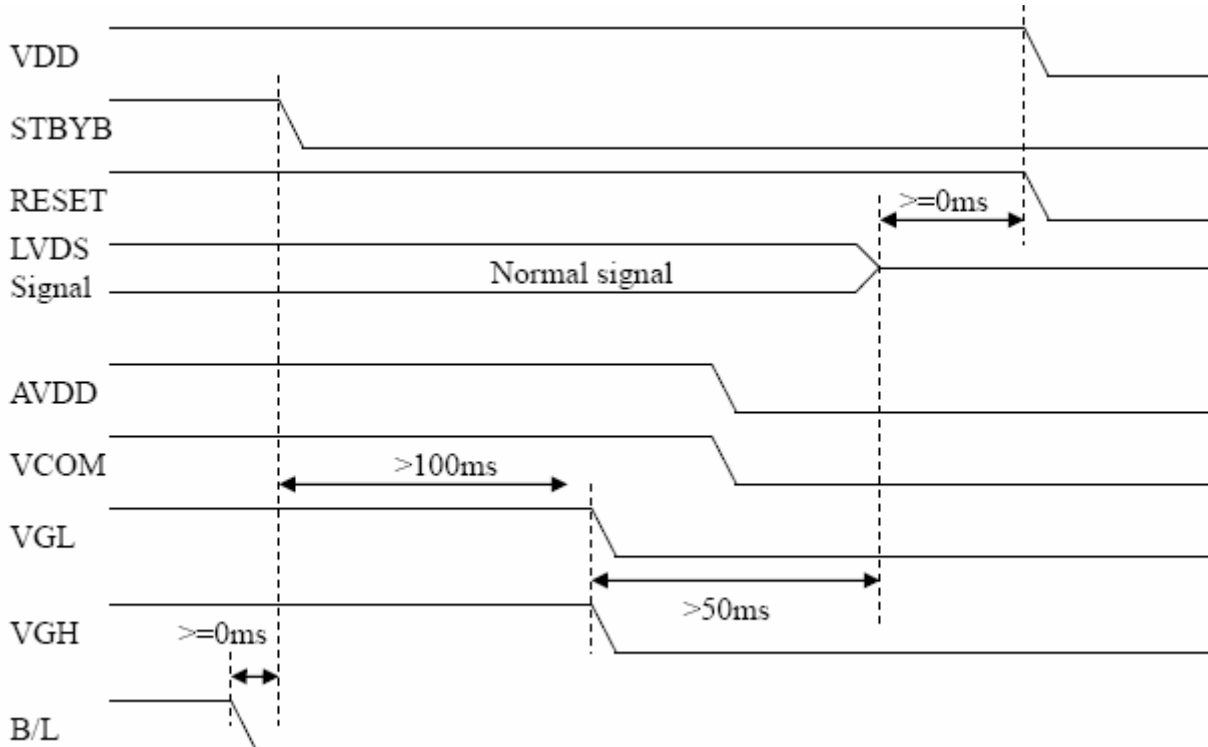 VDD
STBYB
RESET
>=0ms
LVDS
Signal
Normal signal
AVDD
VCOM
>100ms
VGL
>50ms
VGH
>=0ms
B/L